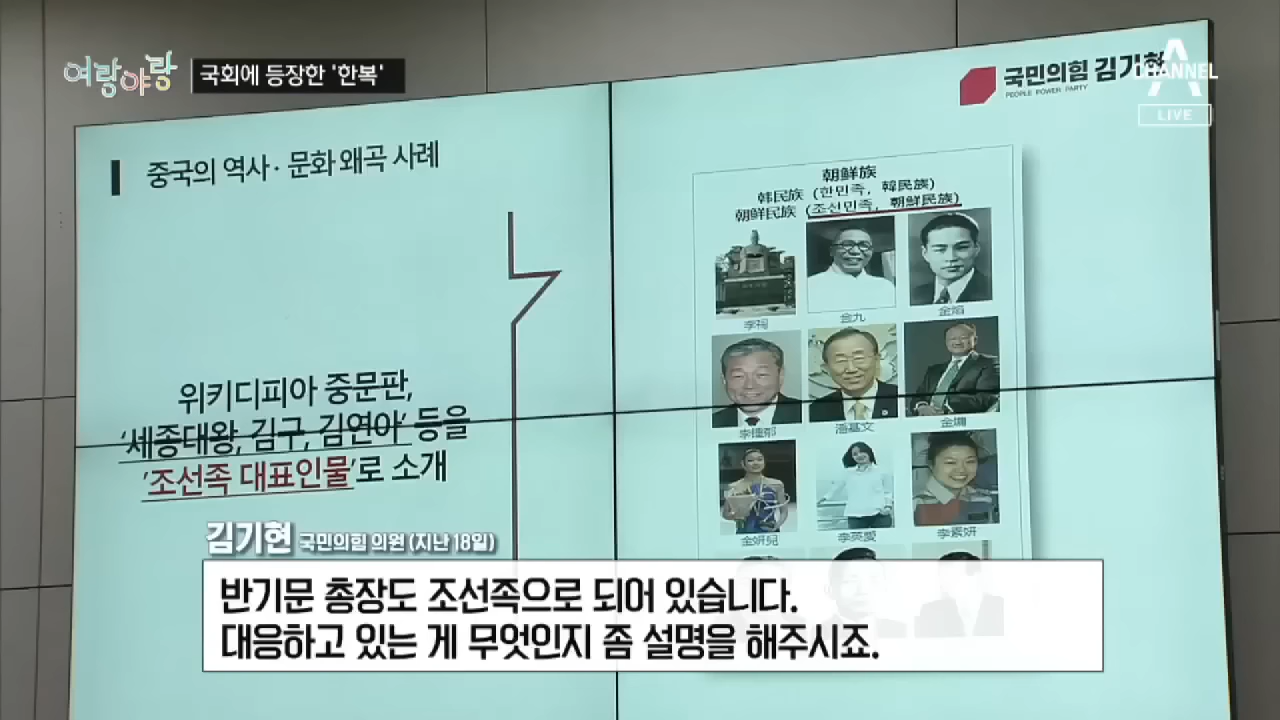 여랑야랑
국회에 등장한 '한복'
CHANNEL
LIVE
국민의힘 김기현
PEOPLE POWER PARTY
중국의 역사·문화 왜곡 사례
위키디피아 중문판,
'세종대왕, 김구, 김연아' 등을
'조선족 대표인물'로 소개
朝鮮族
韩民族 (한민족, 韓民族)
朝鲜民族 (조선민족, 朝鮮民族)
李祹
金九
金焰
李鍾郁
潘基文
金墉
金妍兒
李英愛
李素妍
김기현 국민의힘 의원 (지난 18일)
반기문 총장도 조선족으로 되어 있습니다.
대응하고 있는 게 무엇인지 좀 설명을 해주시죠.